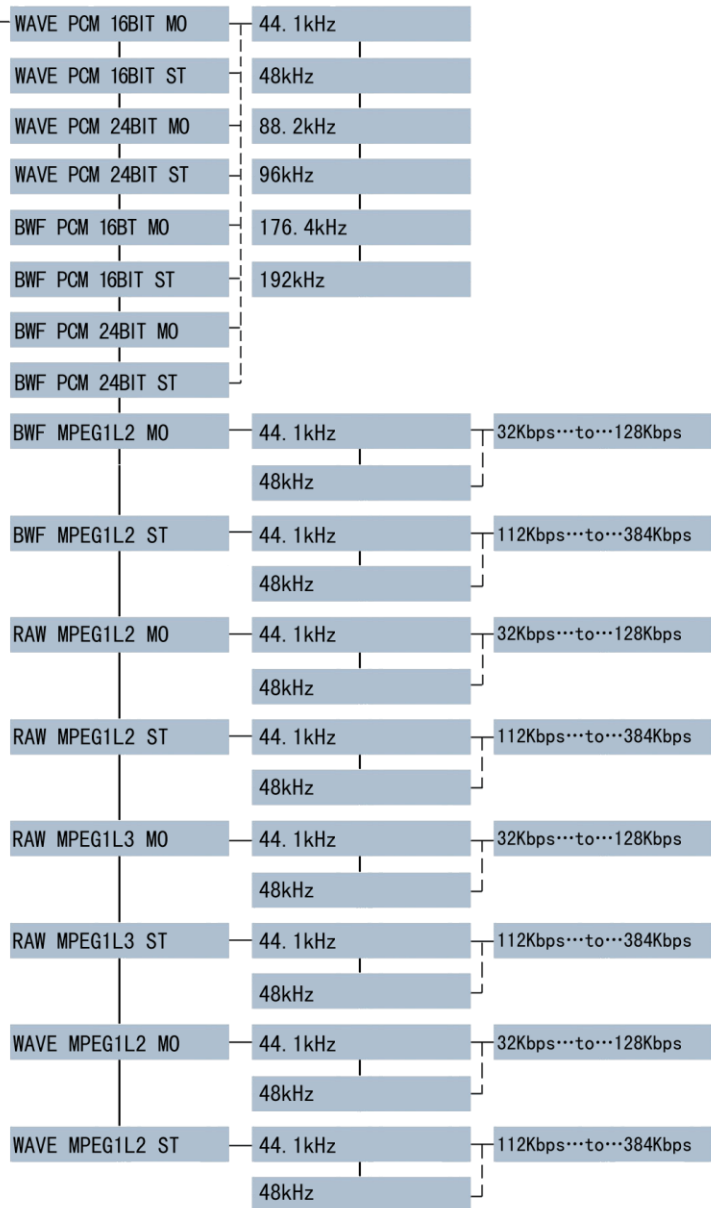 WAVE PCM 16BIT MO 44.1kHz
WAVE PCM 16BIT ST 48kHz
WAVE PCM 24BIT MO 88.2kHz
WAVE PCM 24BIT ST 96kHz
BWF PCM 16BT MO 176.4kHz
BWF PCM 16BIT ST 192kHz
BWF PCM 24BIT MO
BWF PCM 24BIT ST
BWF MPEG1L2 MO 44.1kHz 32Kbps···to···128Kbps
48kHz
BWF MPEG1L2 ST 44.1kHz 112Kbps···to···384Kbps
48kHz
RAW MPEG1L2 MO 44.1kHz 32Kbps···to···128Kbps
48kHz
RAW MPEG1L2 ST 44.1kHz 112Kbps···to···384Kbps
48kHz
RAW MPEG1L3 MO 44.1kHz 32Kbps···to···128Kbps
48kHz
RAW MPEG1L3 ST 44.1kHz 112Kbps···to···384Kbps
48kHz
WAVE MPEG1L2 MO 44.1kHz 32Kbps···to···128Kbps
48kHz
WAVE MPEG1L2 ST 44.1kHz 112Kbps···to···384Kbps
48kHz